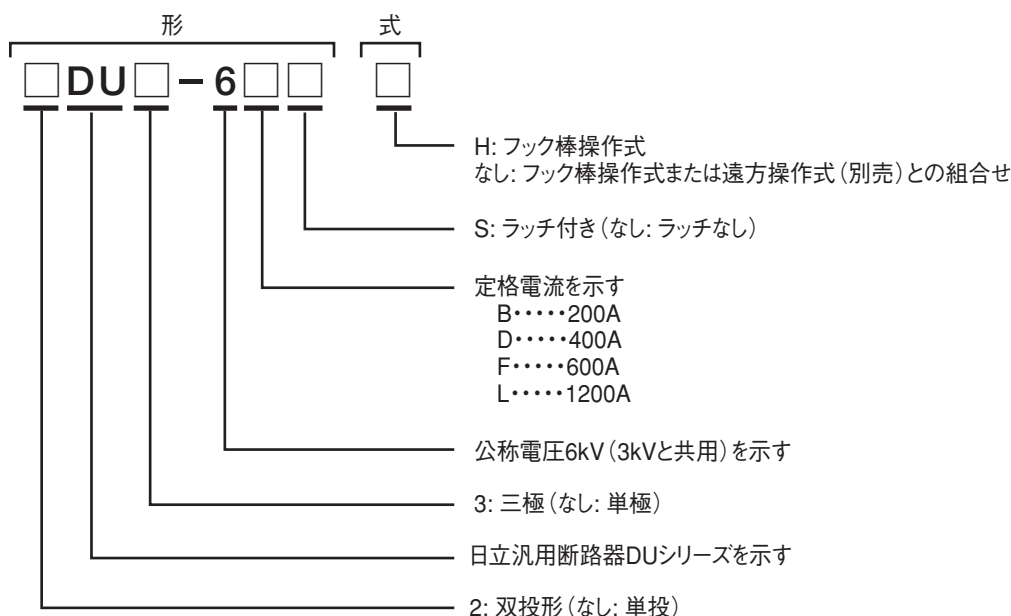 形 式
□DU□-6□□ □
H: フック棒操作式
なし: フック棒操作式または遠方操作式(別売)との組合せ
S: ラッチ付き(なし: ラッチなし)
定格電流を示す
B・・・・・200A
D・・・・・400A
F・・・・・600A
L・・・・・1200A
公称電圧6kV(3kVと共用)を示す
3: 三極(なし: 単極)
日立汎用断路器DUシリーズを示す
2: 双投形(なし: 単投)